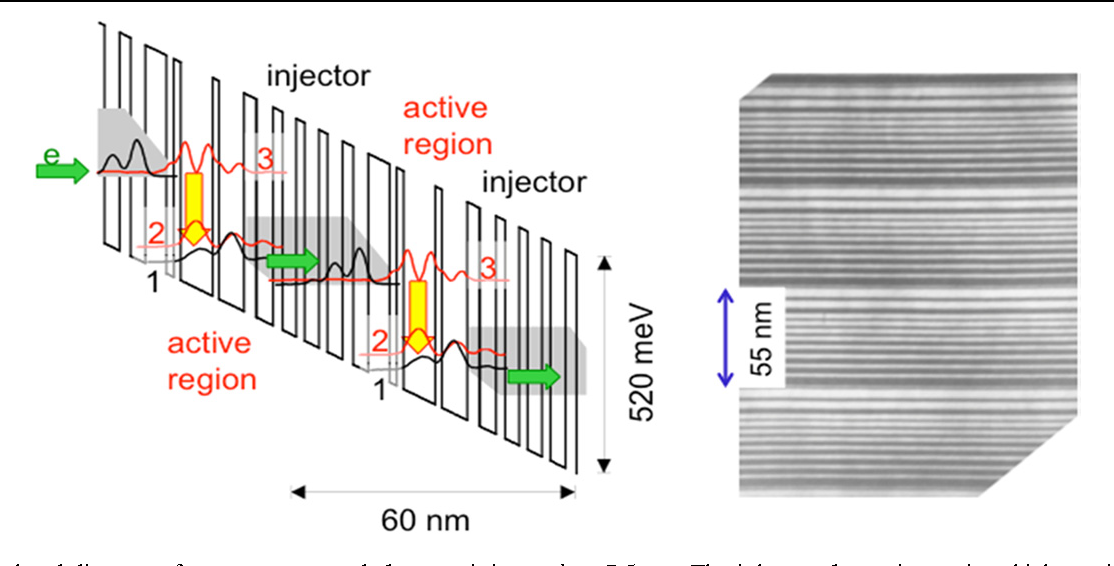 injector
active
region
injector
e
3
2
1
3
2
1
active
region
520 meV
60 nm
55 nm